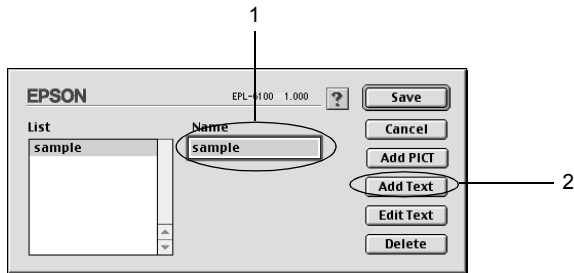 1
EPSON EPL-6100 1.000 ? Save
List Name Cancel
sample sample
Add PICT
Add Text 2
Edit Text
Delete